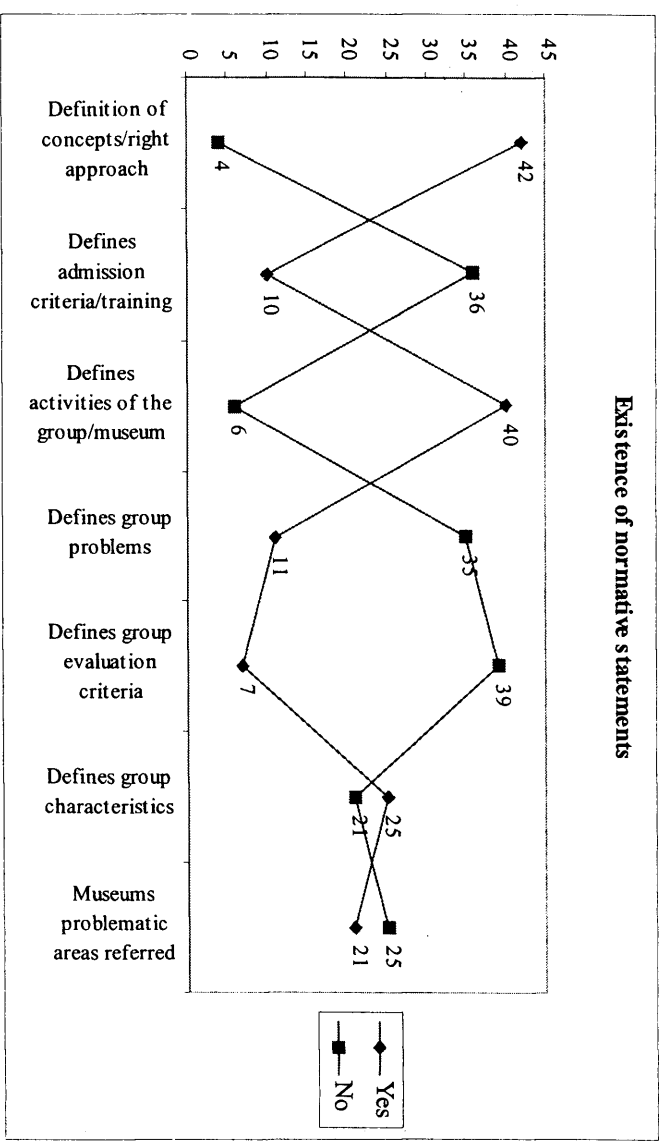 Existence of normative statements
45
40
35
30
25
20
15
10
5
0
42
4
36
10
40
6
35
11
39
7
25
21
25
21
Definition of
concepts/right
approach
Defines
admission
criteria/training
Defines
activities of the
group/museum
Defines group
problems
Defines group
evaluation
criteria
Defines group
characteristics
Museums
problematic
areas referred
Yes
No